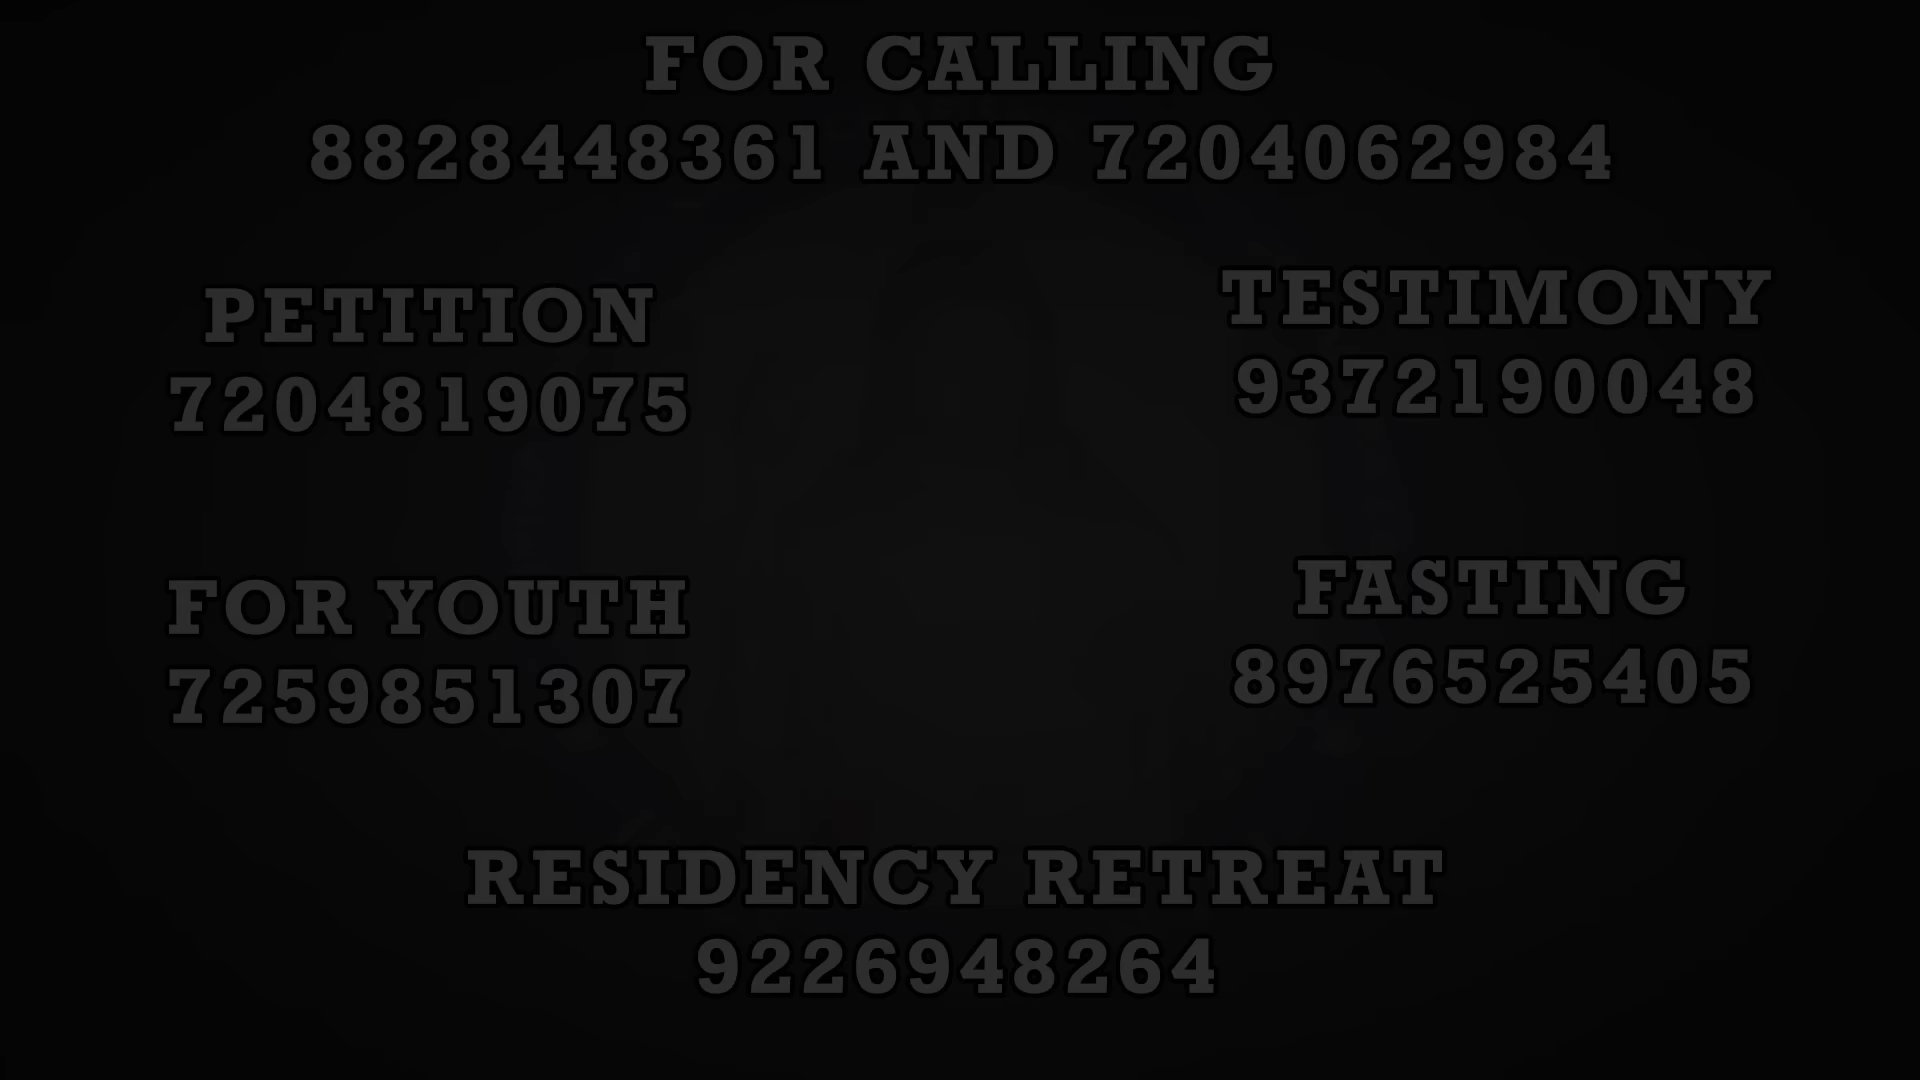 FOR CALLING
8828448361 AND 7204062984
PETITION
7204819075
TESTIMONY
9372190048
FOR YOUTH
7259851307
FASTING
8976525405
RESIDENCY RETREAT
9226948264